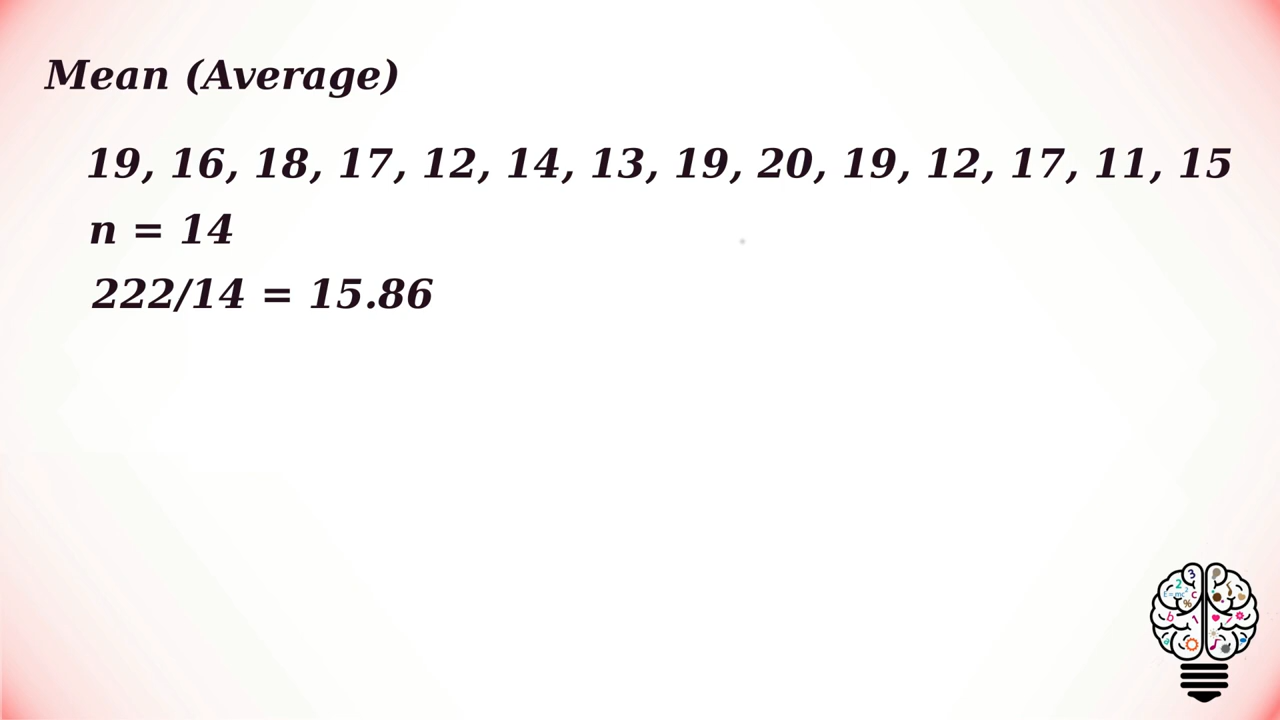 Mean (Average)
19, 16, 18, 17, 12, 14, 13, 19, 20, 19, 12, 17, 11, 15
n = 14
222/14 = 15.86